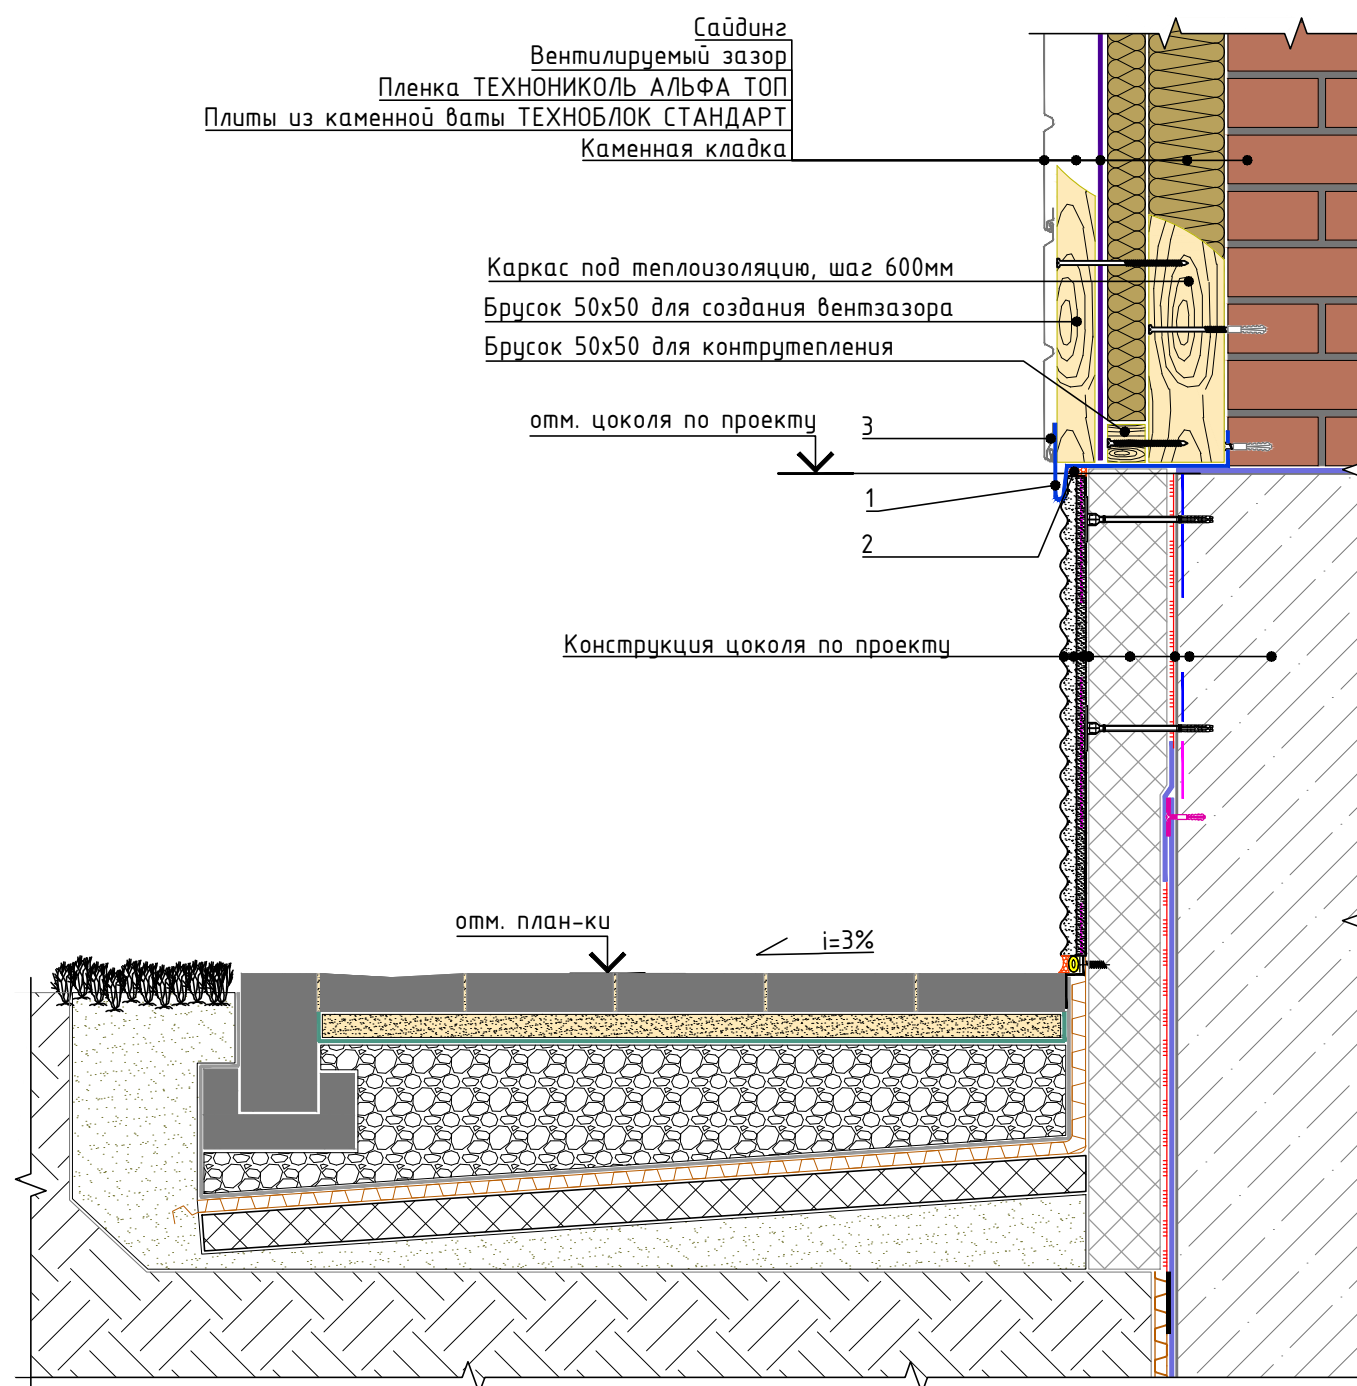 Сайдинг
Вентилируемый зазор
Пленка ТЕХНОНИКОЛЬ АЛЬФА ТОП
Плиты из каменной ваты ТЕХНОБЛОК СТАНДАРТ
Каменная кладка
Каркас под теплоизоляцию, шаг 600мм
Брусок 50х50 для создания вентзазора
Брусок 50х50 для контрутепления
отм. цоколя по проекту
3
1
2
Конструкция цоколя по проекту
отм. план-ки
i=3%